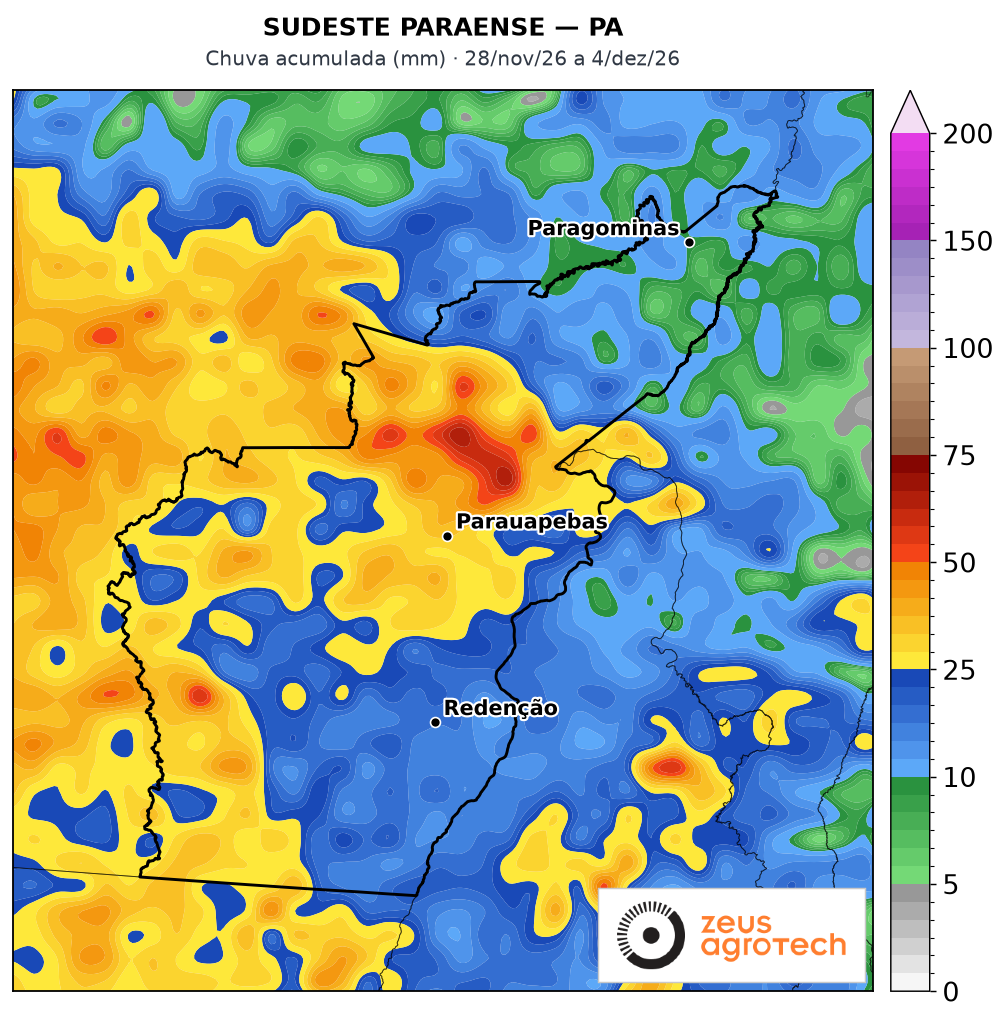 SUDESTE PARAENSE — PA
Chuva acumulada (mm) · 28/nov/26 a 4/dez/26
Paragominas
Parauapebas
Redenção
200
150
100
75
50
25
10
5
0
zeus
agrotech